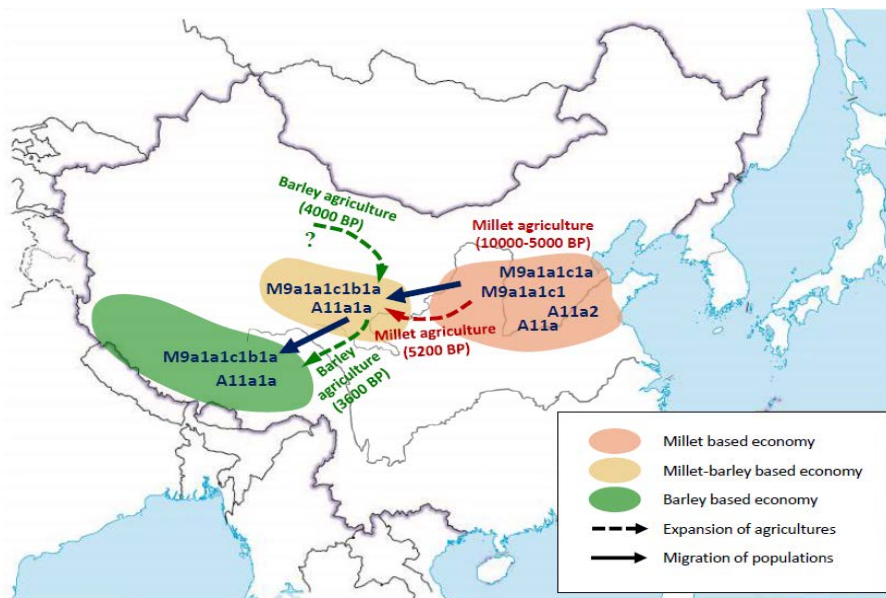 Barley agriculture
(4000 BP)
?
Millet agriculture
(10000-5000 BP)
M9a1a1c1a
M9a1a1c1
A11a2
A11a
M9a1a1c1b1a
A11a1a
Millet agriculture
(5200 BP)
M9a1a1c1b1a
A11a1a
Barley
agriculture
(3600 BP)
Millet based economy
Millet-barley based economy
Barley based economy
Expansion of agricultures
Migration of populations